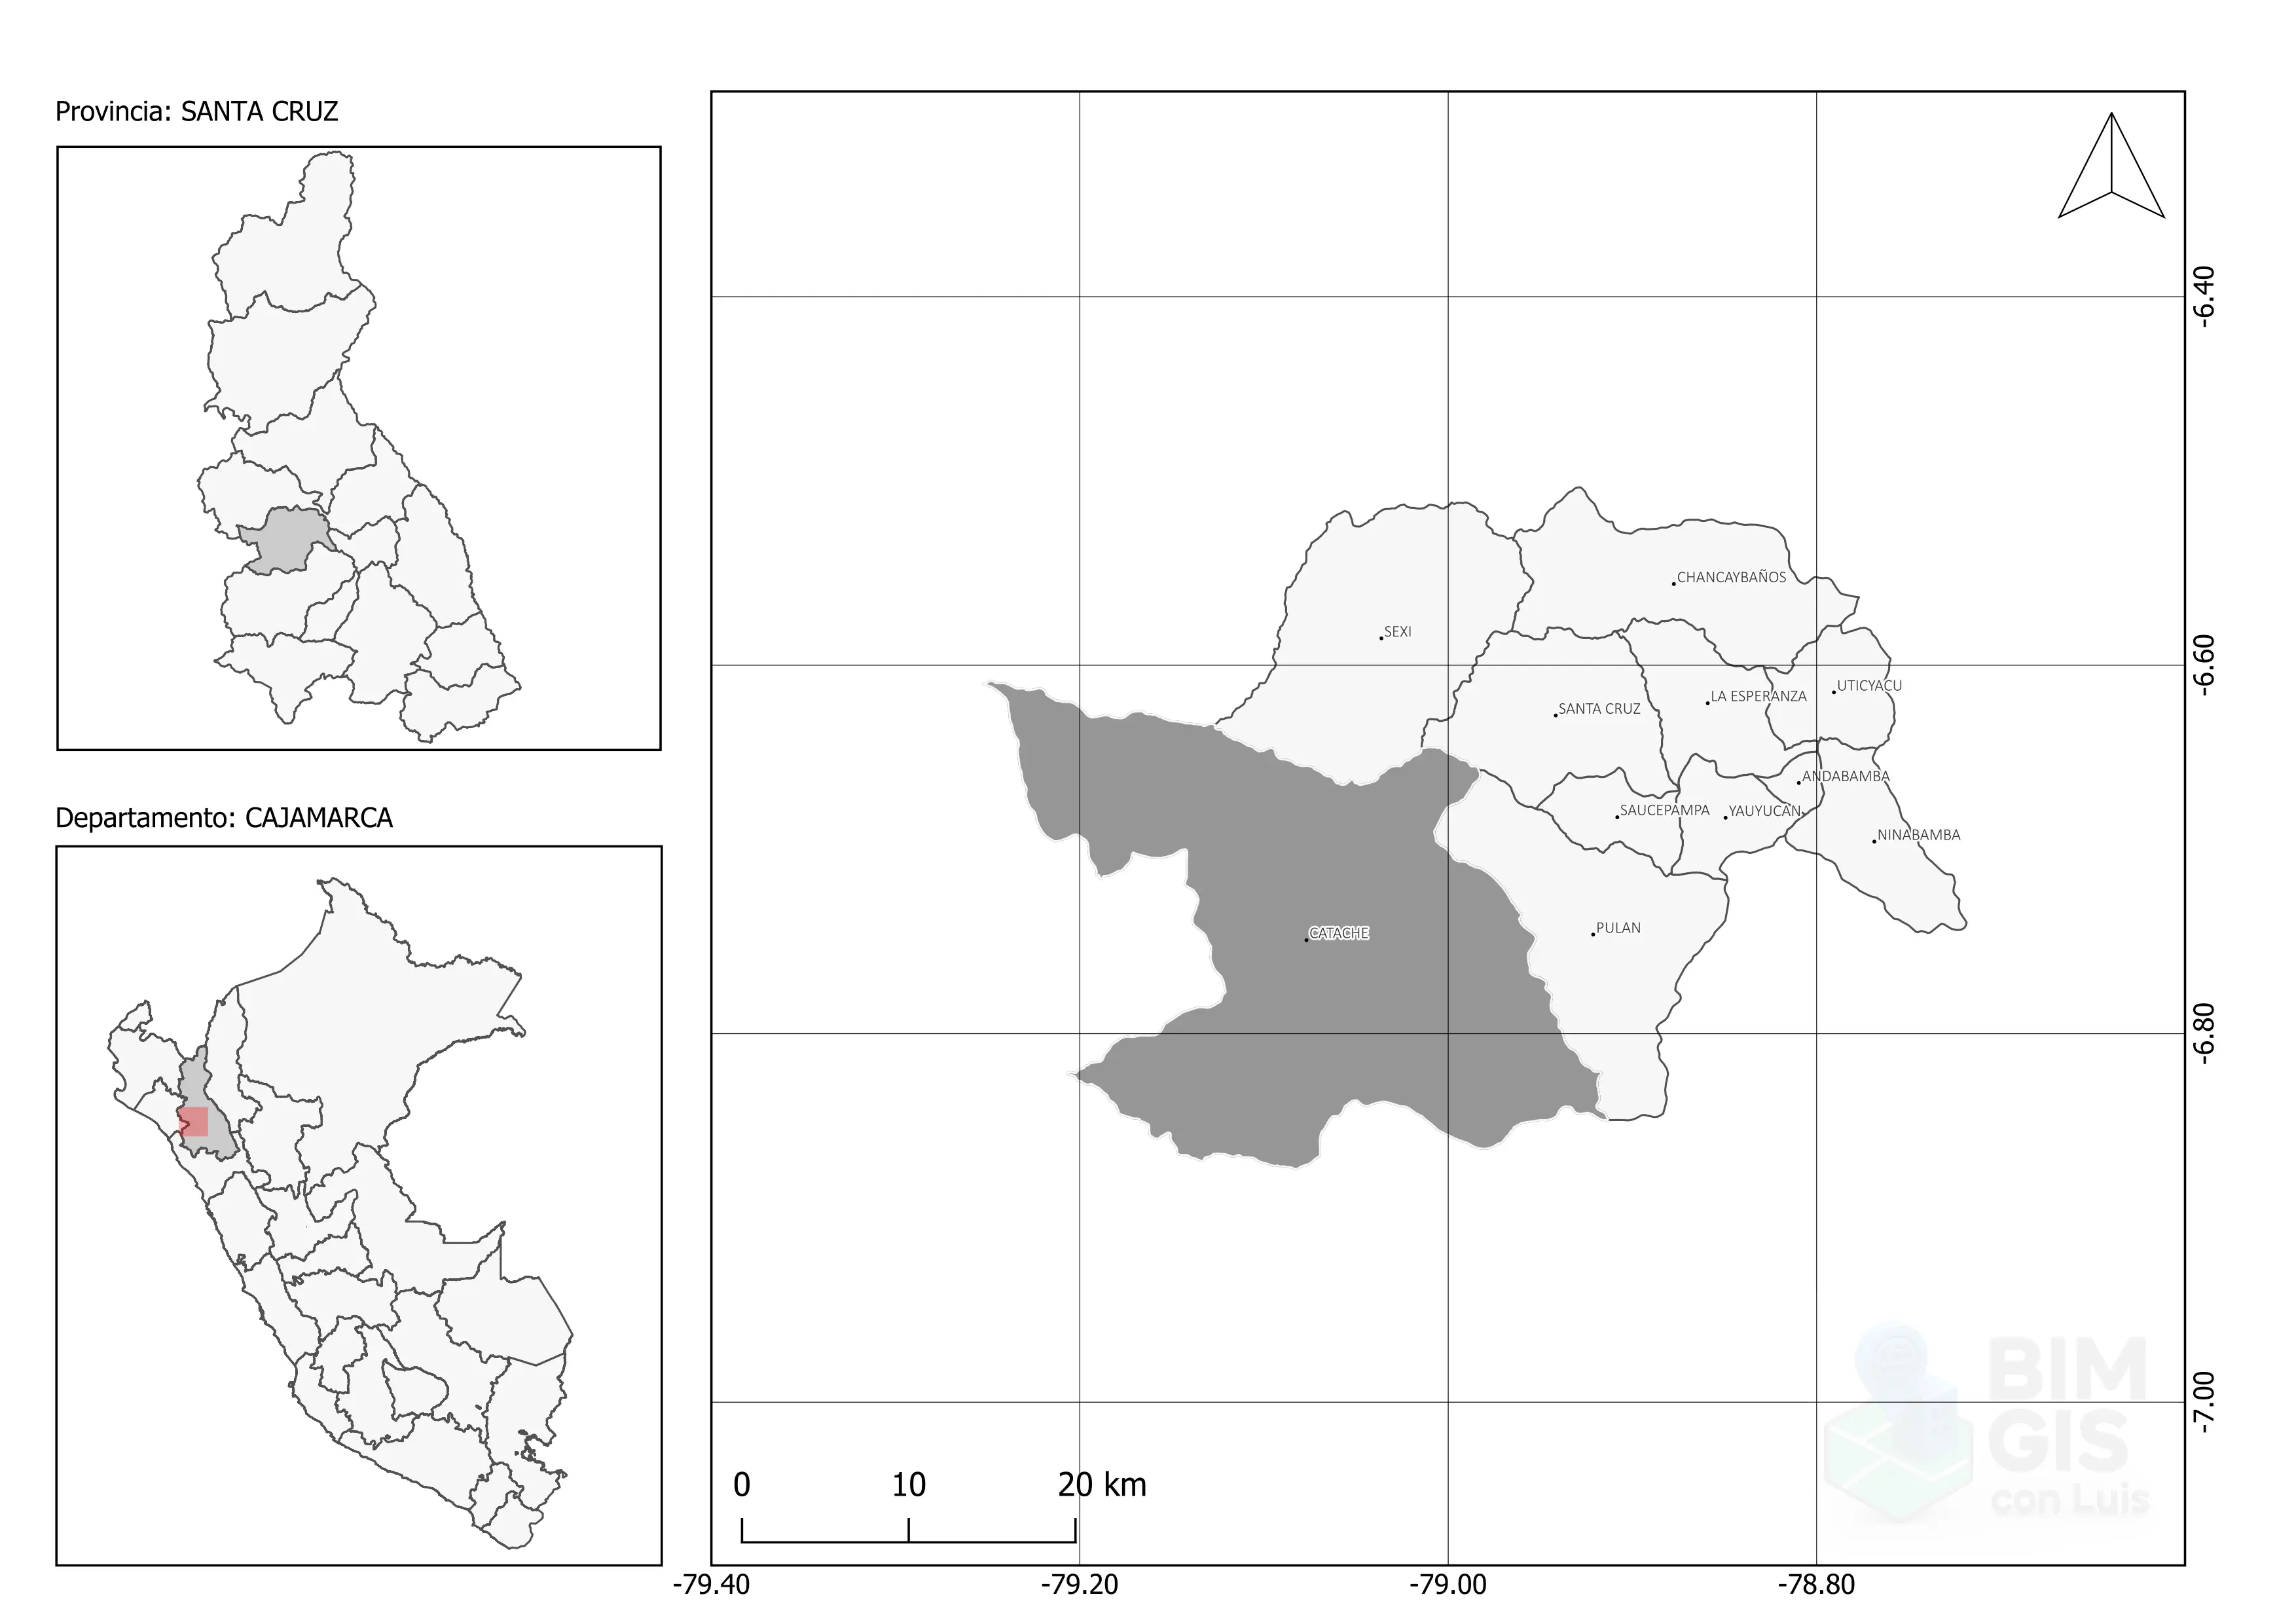 Provincia: SANTA CRUZ
Departamento: CAJAMARCA
CHANCAYBAÑOS
SEXI
UTICYACU
LA ESPERANZA
SANTA CRUZ
ANDABAMBA
SAUCEPAMPA
YAUYUCAN
NINABAMBA
PULAN
CATACHE
-6.40
-6.60
-6.80
-7.00
BIM
GIS
con Luis
0 10 20 km
-79.40 -79.20 -79.00 -78.80